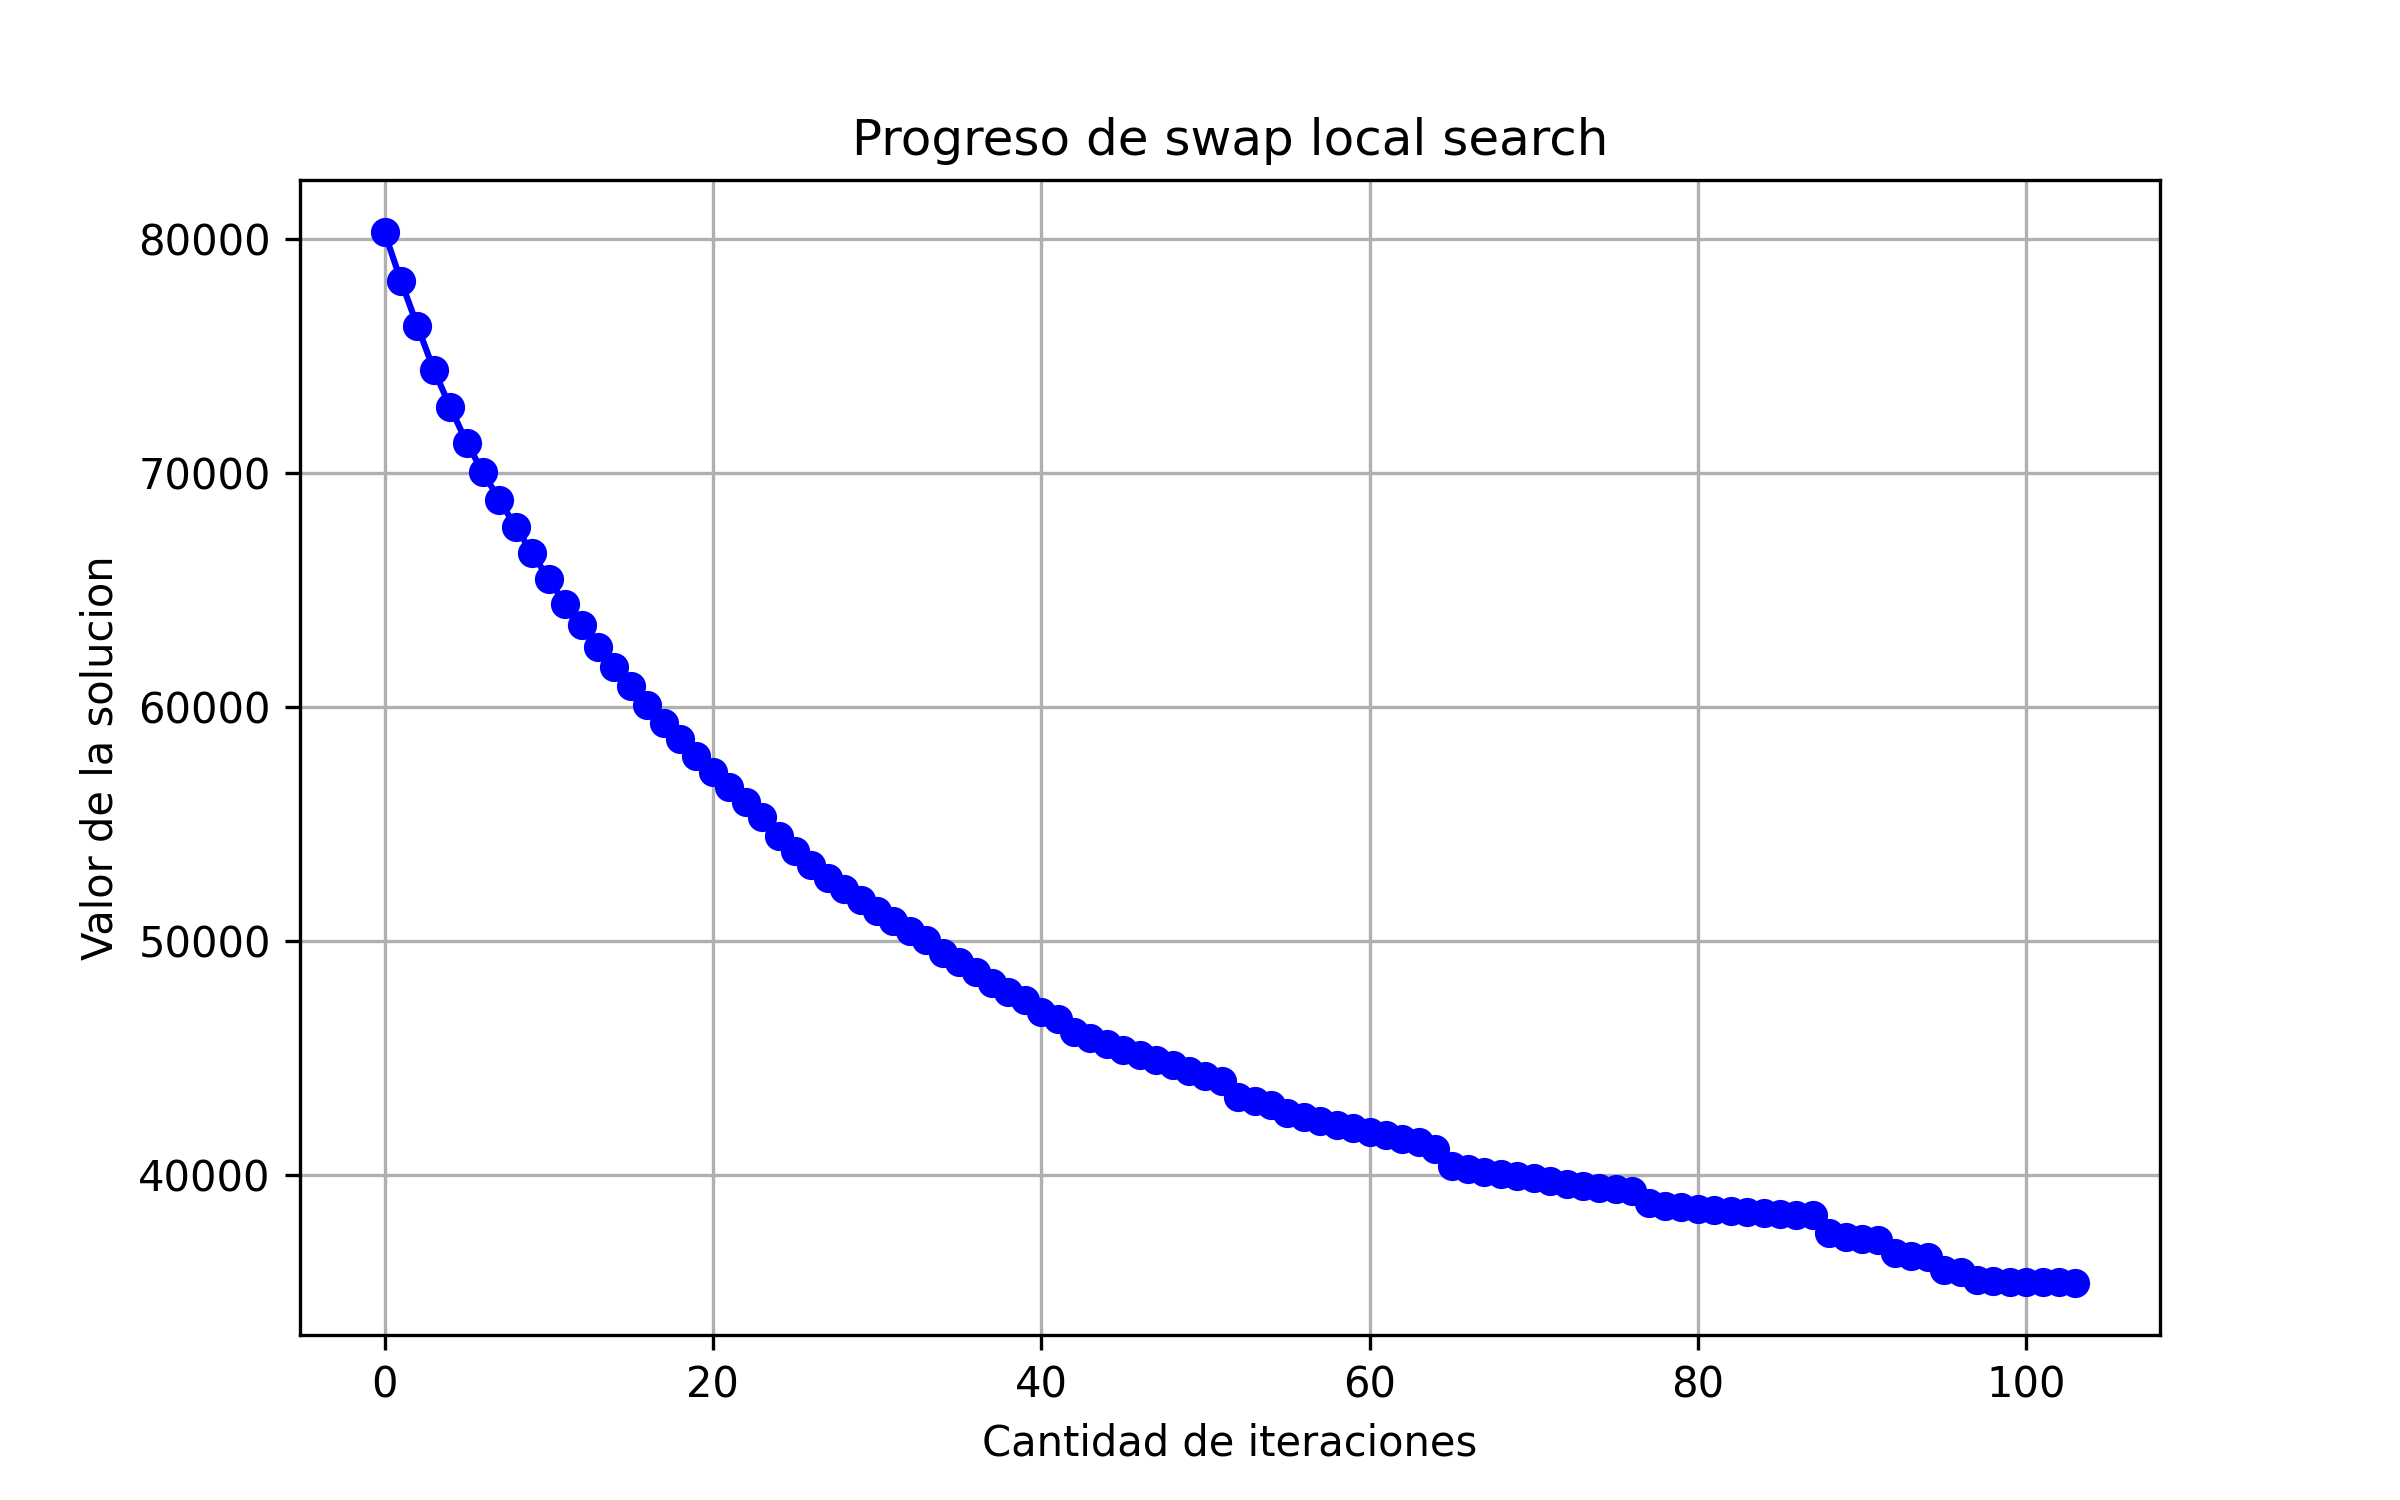 Progreso de swap local search
Valor de la solucion
80000
70000
60000
50000
40000
0 20 40 60 80 100
Cantidad de iteraciones